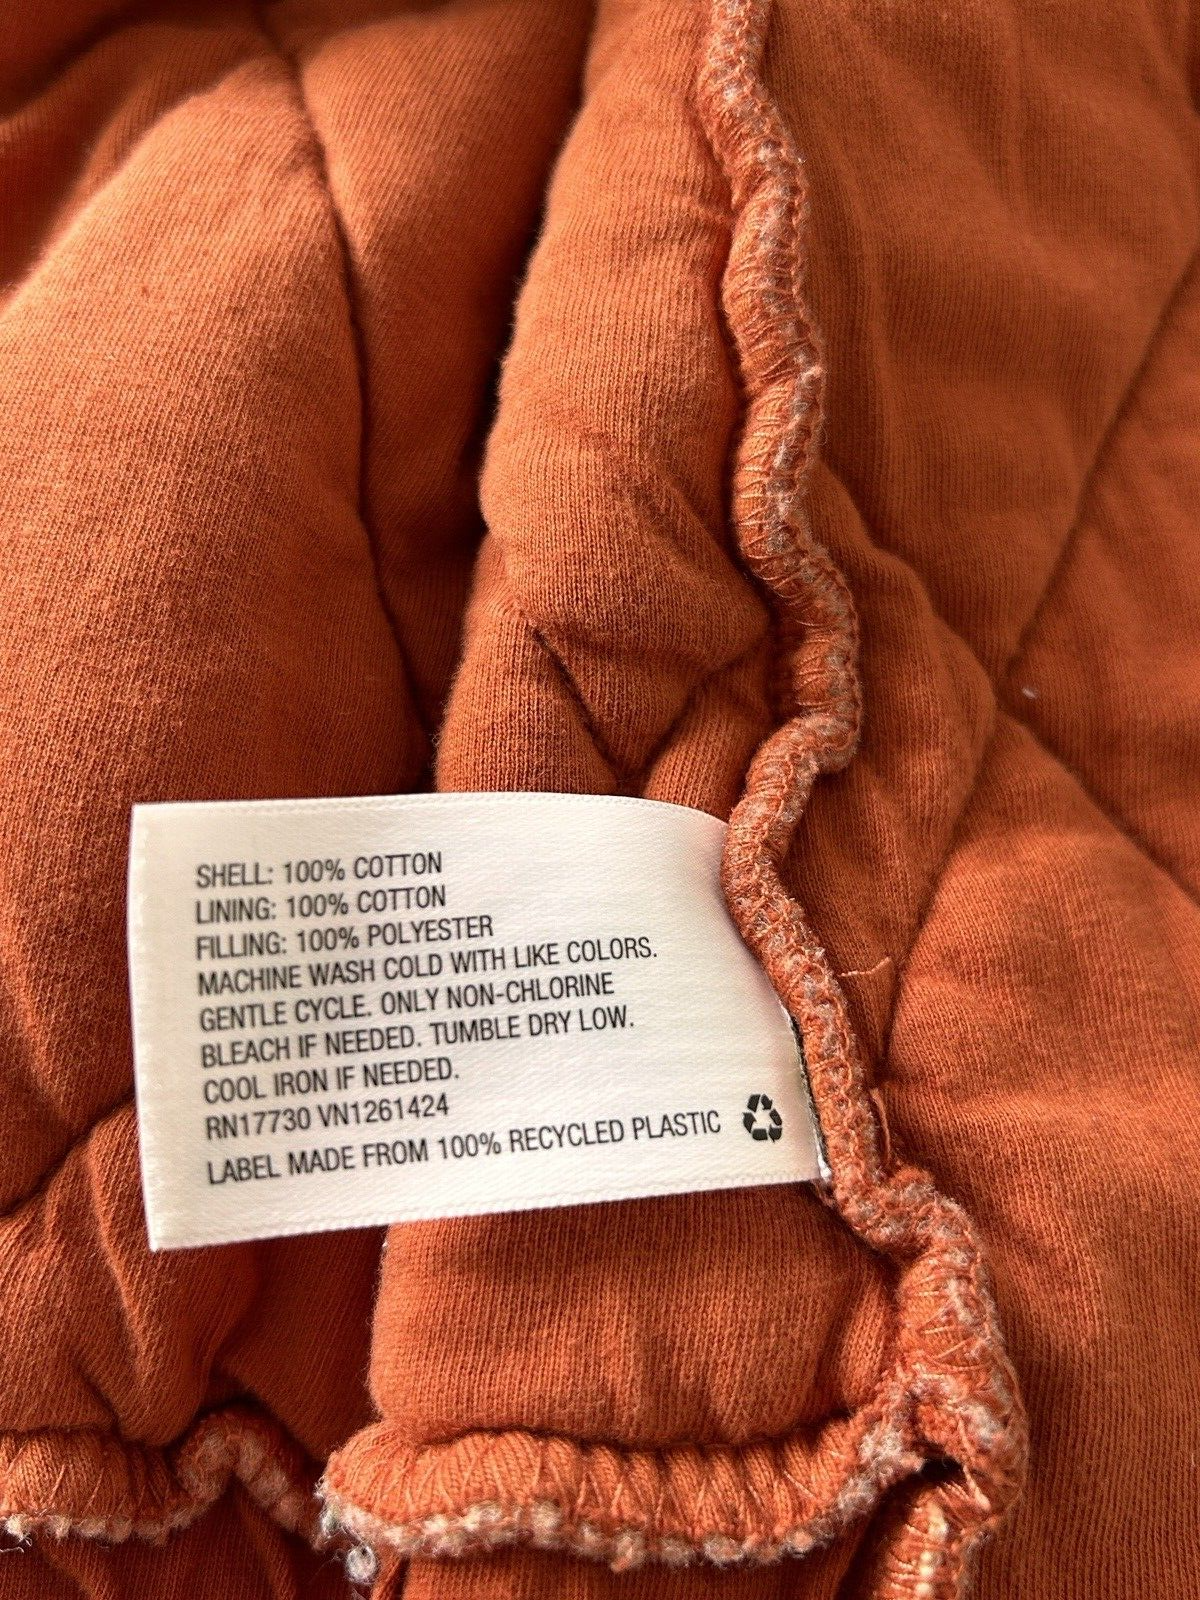 SHELL: 100% COTTON
LINING: 100% COTTON
FILLING: 100% POLYESTER
MACHINE WASH COLD WITH LIKE COLORS.
GENTLE CYCLE. ONLY NON-CHLORINE
BLEACH IF NEEDED. TUMBLE DRY LOW.
COOL IRON IF NEEDED.
RN17730 VN1261424
LABEL MADE FROM 100% RECYCLED PLASTIC